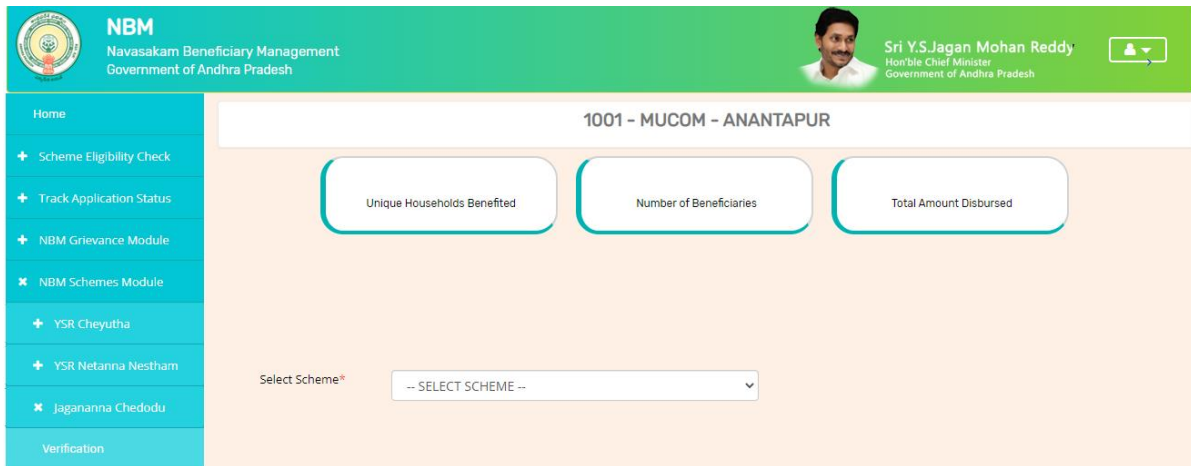 NBM
Navasakam Beneficiary Management
Government of Andhra Pradesh
Sri Y.S.Jagan Mohan Reddy
Hon'ble Chief Minister
Government of Andhra Pradesh
Home
Scheme Eligibility Check
Track Application Status
NBM Grievance Module
NBM Schemes Module
YSR Cheyutha
YSR Netanna Nestham
Jagananna Chedodu
Verification
1001 - MUCOM - ANANTAPUR
Unique Households Benefited
Number of Beneficiaries
Total Amount Disbursed
Select Scheme*
-- SELECT SCHEME --